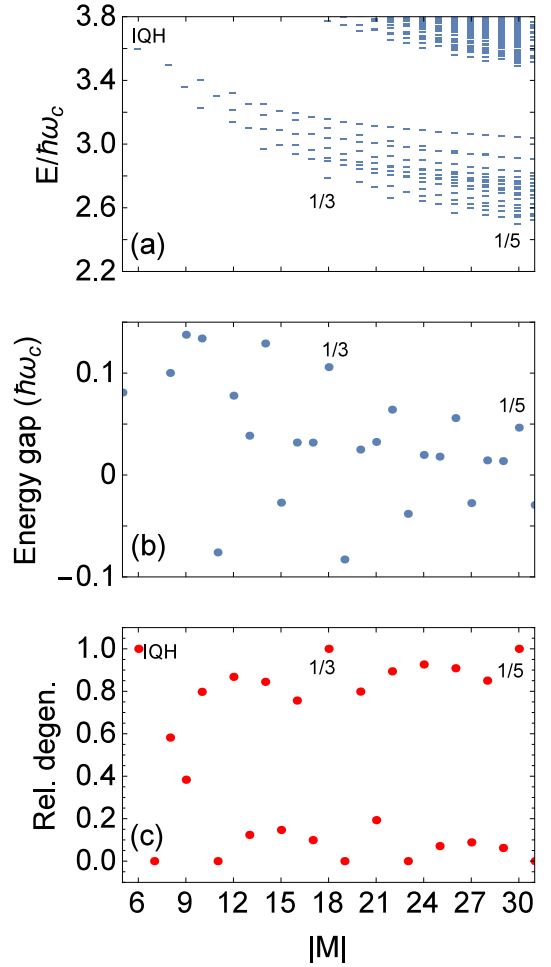 3.8
IQH
3.4
E/ħω_c
3.0
2.6
1/3
1/5
(a)
2.2
0.1
1/3
1/5
Energy gap (ħω_c)
0
(b)
−0.1
1.0
IQH
1/3
1/5
0.8
Rel. degen.
0.6
0.4
0.2
(c)
0.0
6 9 12 15 18 21 24 27 30
|M|